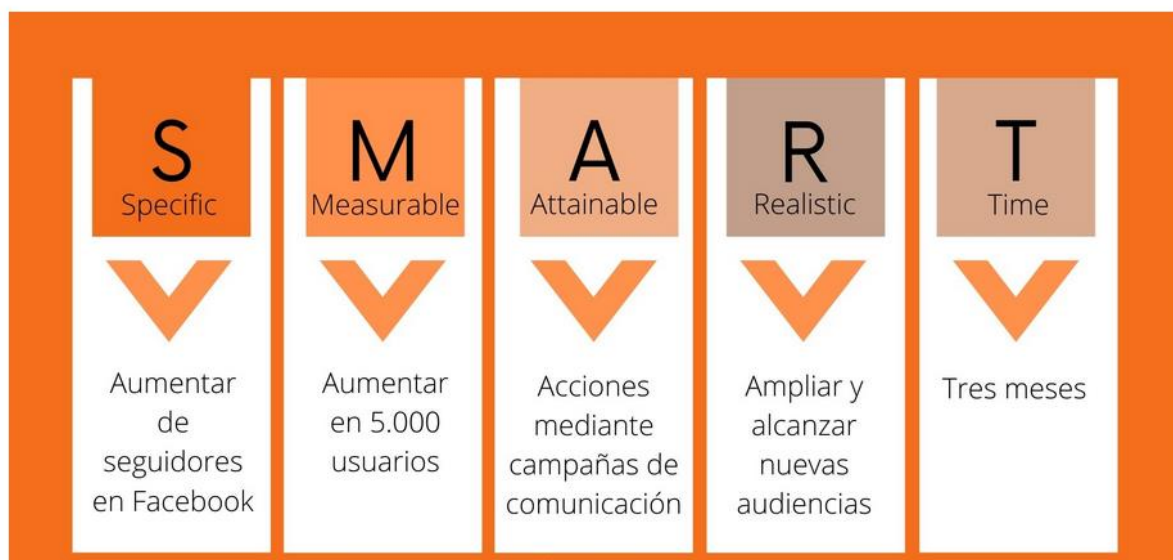 S
Specific
Aumentar
de
seguidores
en Facebook
M
Measurable
Aumentar
en 5.000
usuarios
A
Attainable
Acciones
mediante
campañas de
comunicación
R
Realistic
Ampliar y
alcanzar
nuevas
audiencias
T
Time
Tres meses